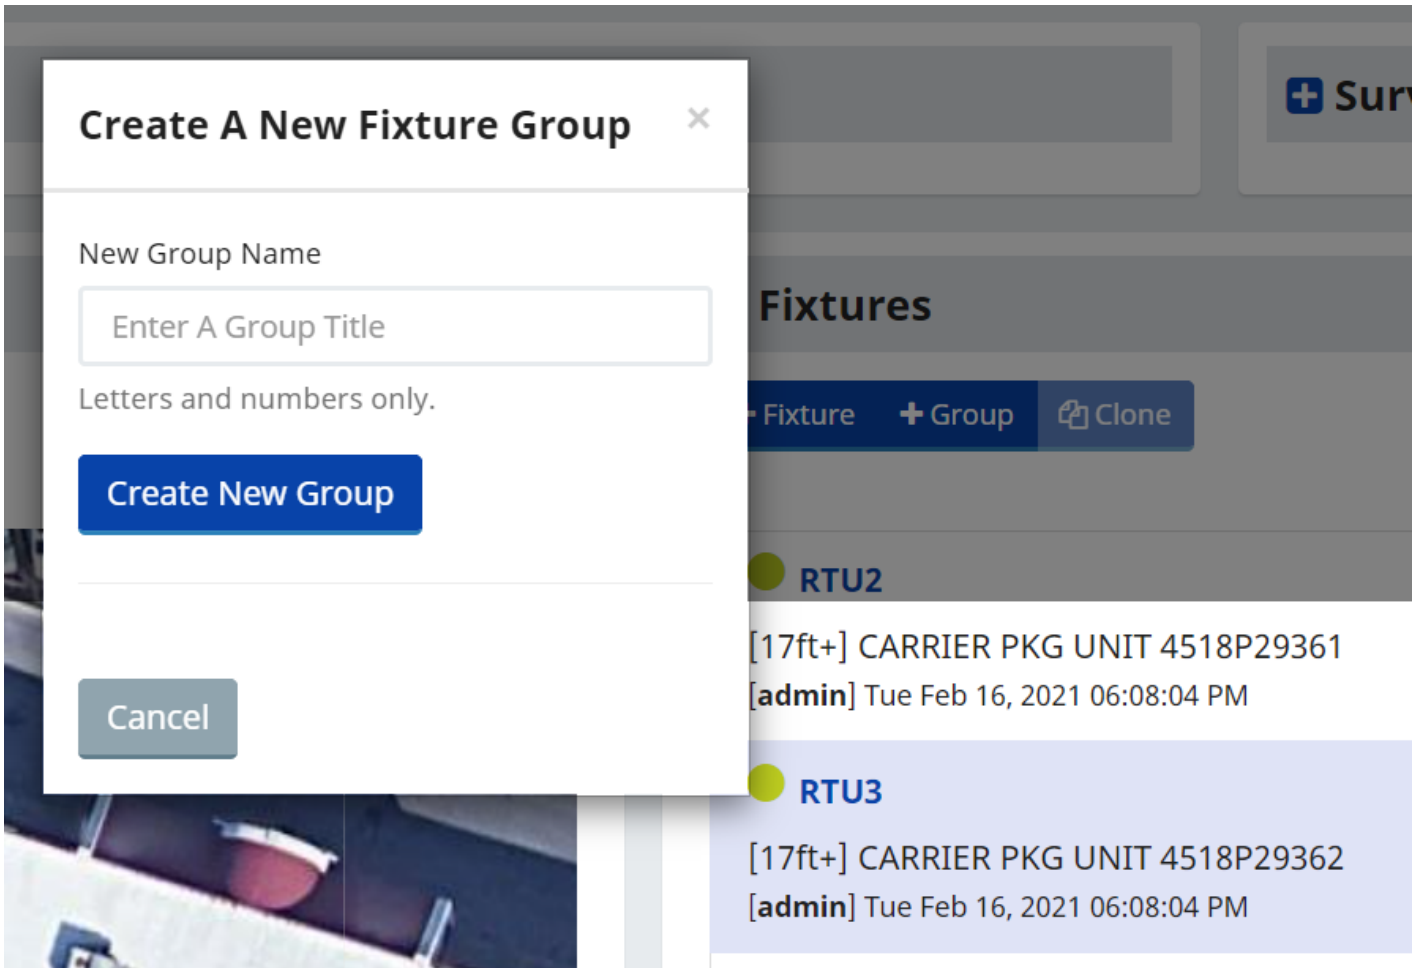 Create A New Fixture Group
×
New Group Name
Enter A Group Title
Letters and numbers only.
Create New Group
Cancel
Fixtures
Fixture
Group
Clone
RTU2
[17ft+] CARRIER PKG UNIT 4518P29361
[admin] Tue Feb 16, 2021 06:08:04 PM
RTU3
[17ft+] CARRIER PKG UNIT 4518P29362
[admin] Tue Feb 16, 2021 06:08:04 PM